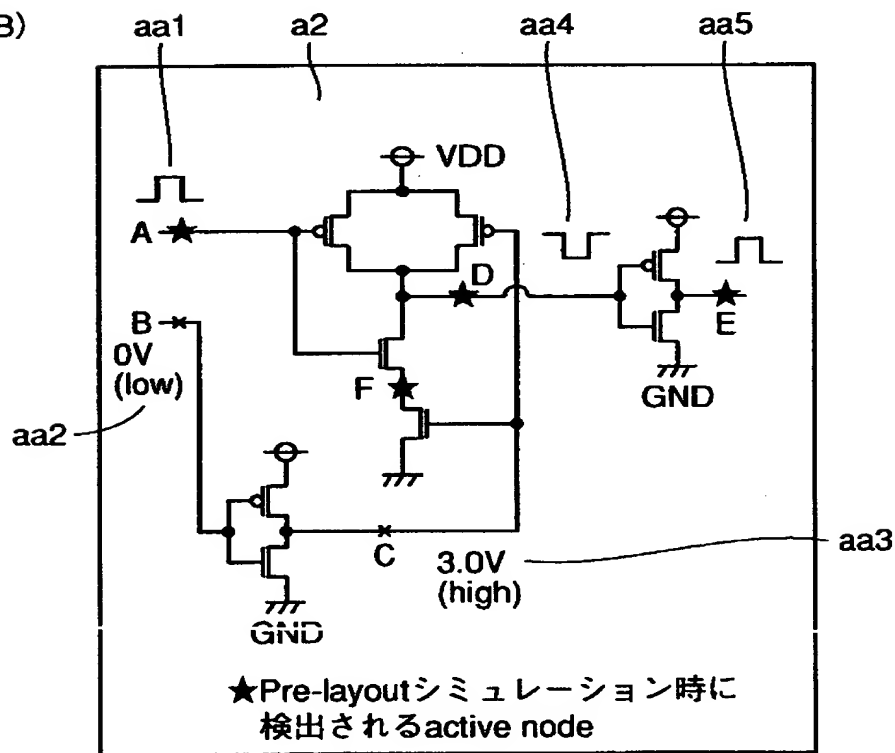 B)
aa1
a2
aa4
aa5
VDD
A
D
B
0V
(low)
E
F
GND
aa2
C
3.0V
(high)
aa3
GND
★Pre-layoutシミュレーション時に
検出されるactive node